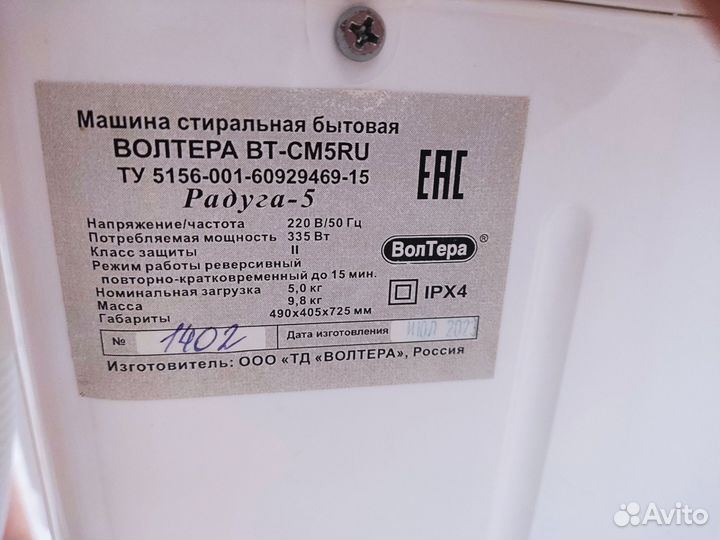 Машина стиральная бытовая
ВОЛТЕРА ВТ-СМ5RU
ТУ 5156-001-60929469-15
Радуга-5
EAC
Напряжение/частота 220 В/50 Гц
Потребляемая мощность 335 Вт
Класс защиты II
Режим работы реверсивный
повторно-кратковременный до 15 мин.
Номинальная загрузка 5,0 кг
Масса 9,8 кг
Габариты 490х405х725 мм
ВолТера ®
IPX4
№ 1402 Дата изготовления ИЮЛ 2023
Изготовитель: ООО «ТД «ВОЛТЕРА», Россия
Avito